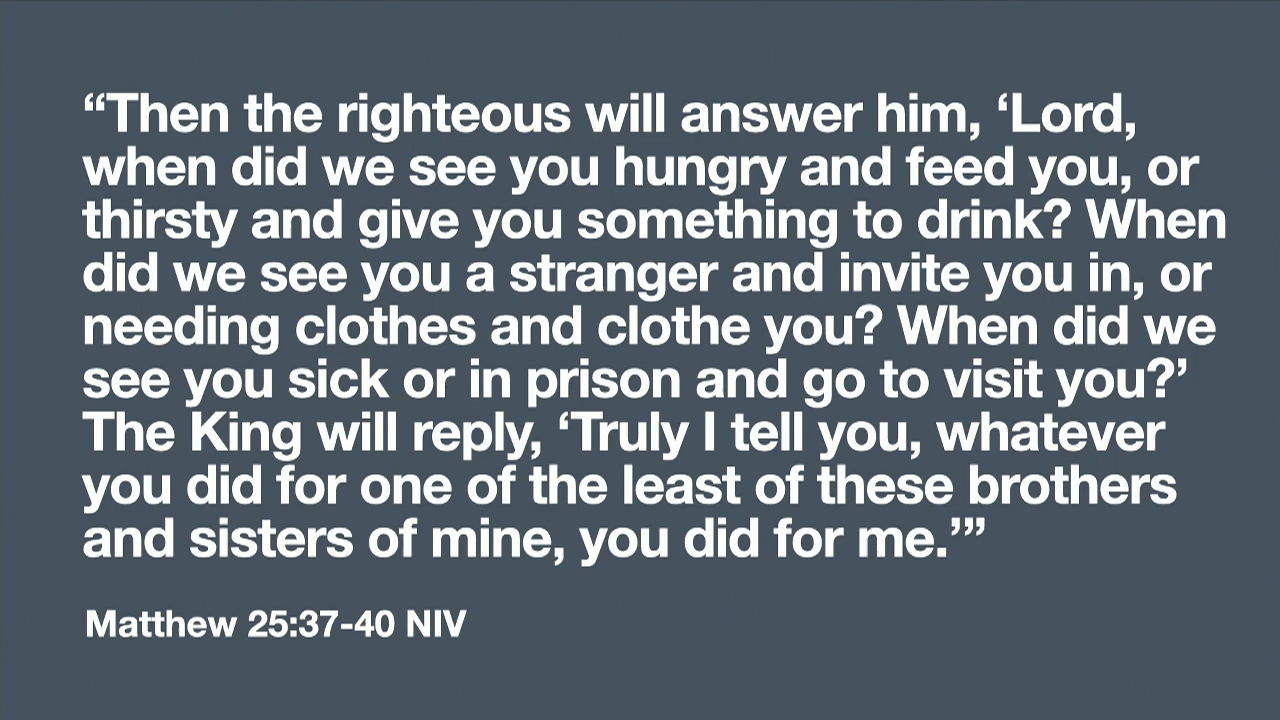 “Then the righteous will answer him, ‘Lord,
when did we see you hungry and feed you, or
thirsty and give you something to drink? When
did we see you a stranger and invite you in, or
needing clothes and clothe you? When did we
see you sick or in prison and go to visit you?’
The King will reply, ‘Truly I tell you, whatever
you did for one of the least of these brothers
and sisters of mine, you did for me.’”
Matthew 25:37-40 NIV